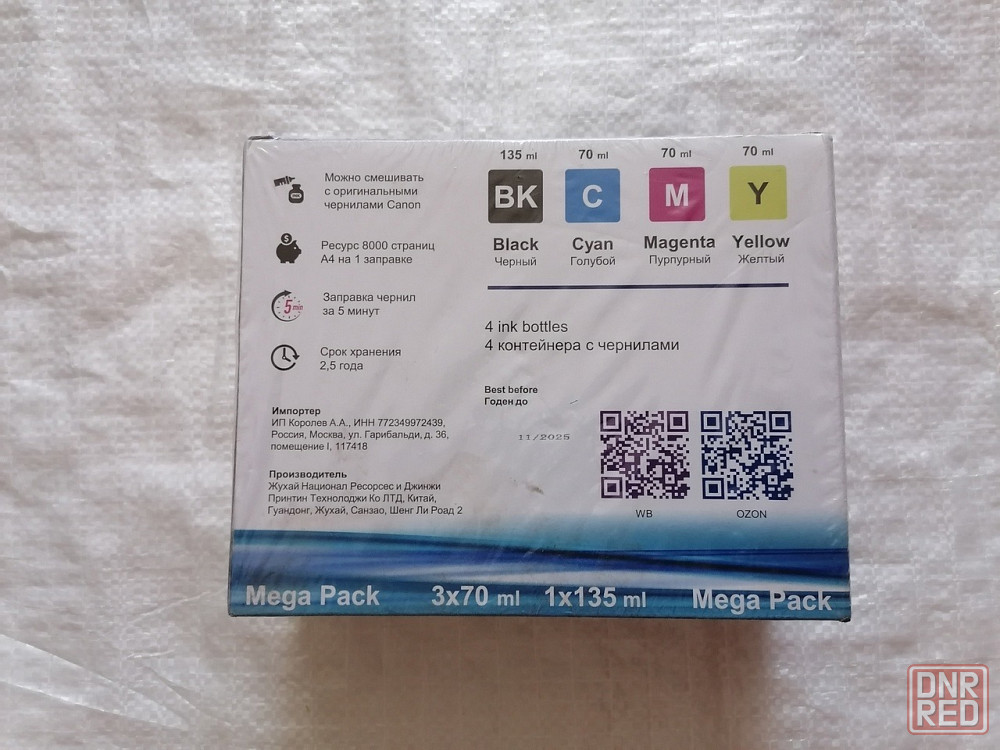 135 ml 70 ml 70 ml 70 ml
BK C M Y
Black Cyan Magenta Yellow
Черный Голубой Пурпурный Желтый
Можно смешивать
с оригинальными
чернилами Canon
$
Ресурс 8000 страниц
А4 на 1 заправке
5 min
Заправка чернил
за 5 минут
Срок хранения
2,5 года
4 ink bottles
4 контейнера с чернилами
Best before
Годен до
11/2025
Импортер
ИП Королев А.А., ИНН 772349972439,
Россия, Москва, ул. Гарибальди, д. 36,
помещение I, 117418
Производитель
Жухай Национал Ресорсес и Джинжи
Принтин Технолоджи Ко ЛТД, Китай,
Гуандонг, Жухай, Санзао, Шенг Ли Роад 2
WB OZON
Mega Pack 3x70 ml 1x135 ml Mega Pack
DNR
RED